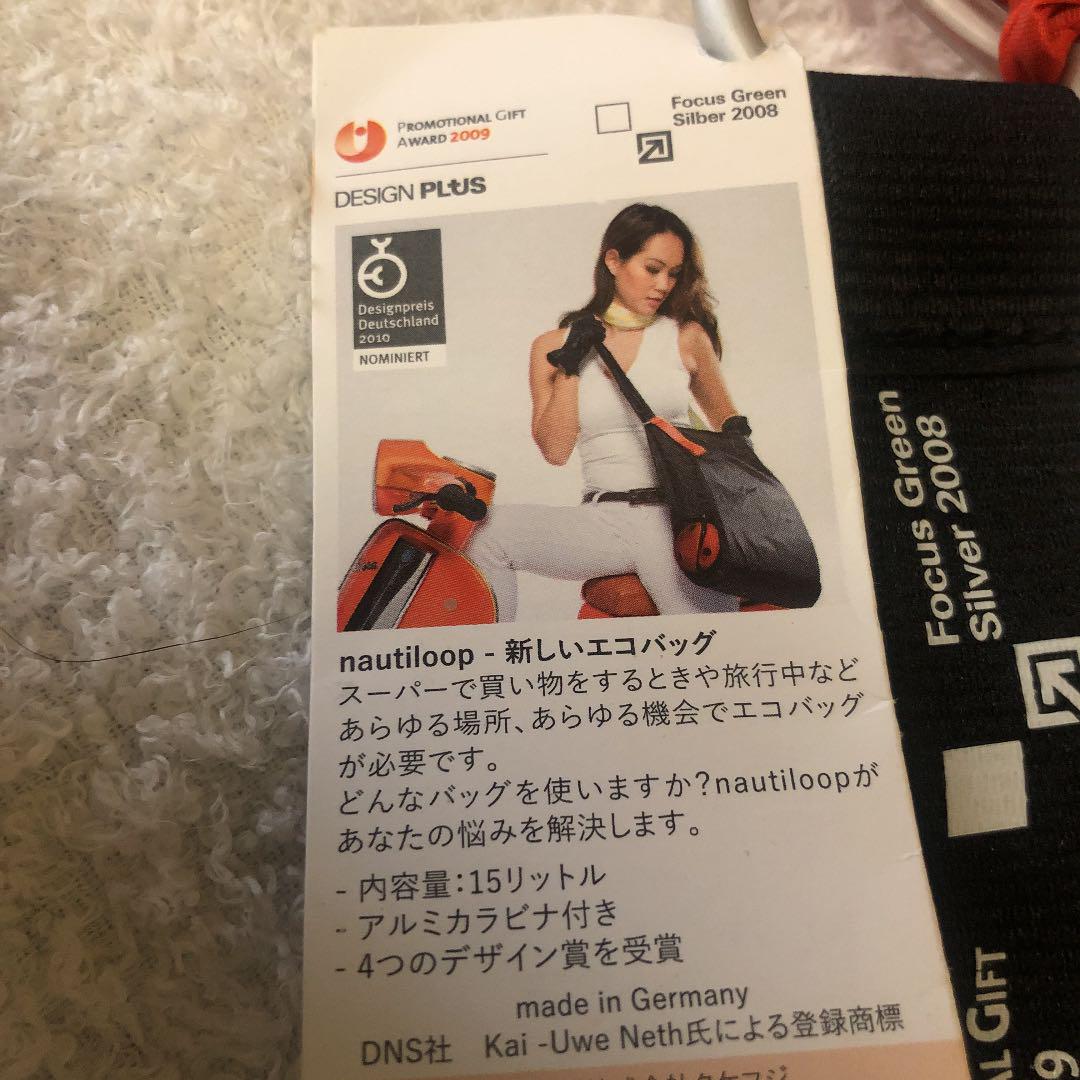 PROMOTIONAL GIFT
AWARD 2009
Focus Green
Silber 2008
DESIGN PLUS
Designpreis
Deutschland
2010
NOMINIERT
nautiloop - 新しいエコバッグ
スーパーで買い物をするときや旅行中など
あらゆる場所、あらゆる機会でエコバッグ
が必要です。
どんなバッグを使いますか?nautiloopが
あなたの悩みを解決します。
- 内容量:15リットル
- アルミカラビナ付き
- 4つのデザイン賞を受賞
made in Germany
DNS社 Kai -Uwe Neth氏による登録商標
Focus Green
Silver 2008
GIFT